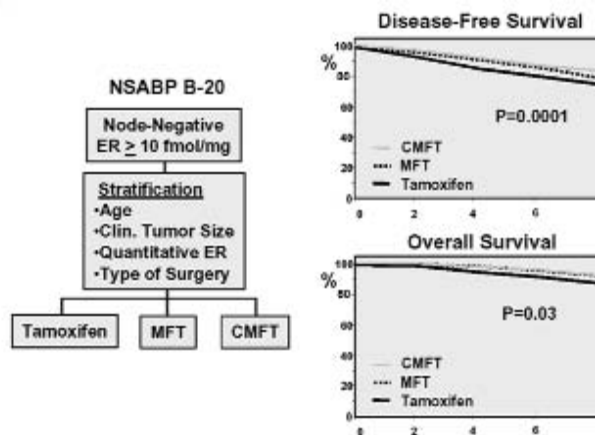 NSABP B-20
Node-Negative
ER ≥ 10 fmol/mg
Stratification
•Age
•Clin. Tumor Size
•Quantitative ER
•Type of Surgery
Tamoxifen
MFT
CMFT
Disease-Free Survival
%
100
80
60
40
20
0
P=0.0001
CMFT
MFT
Tamoxifen
0 2 4 6 8
Overall Survival
%
100
80
60
40
20
0
P=0.03
CMFT
MFT
Tamoxifen
0 2 4 6 8